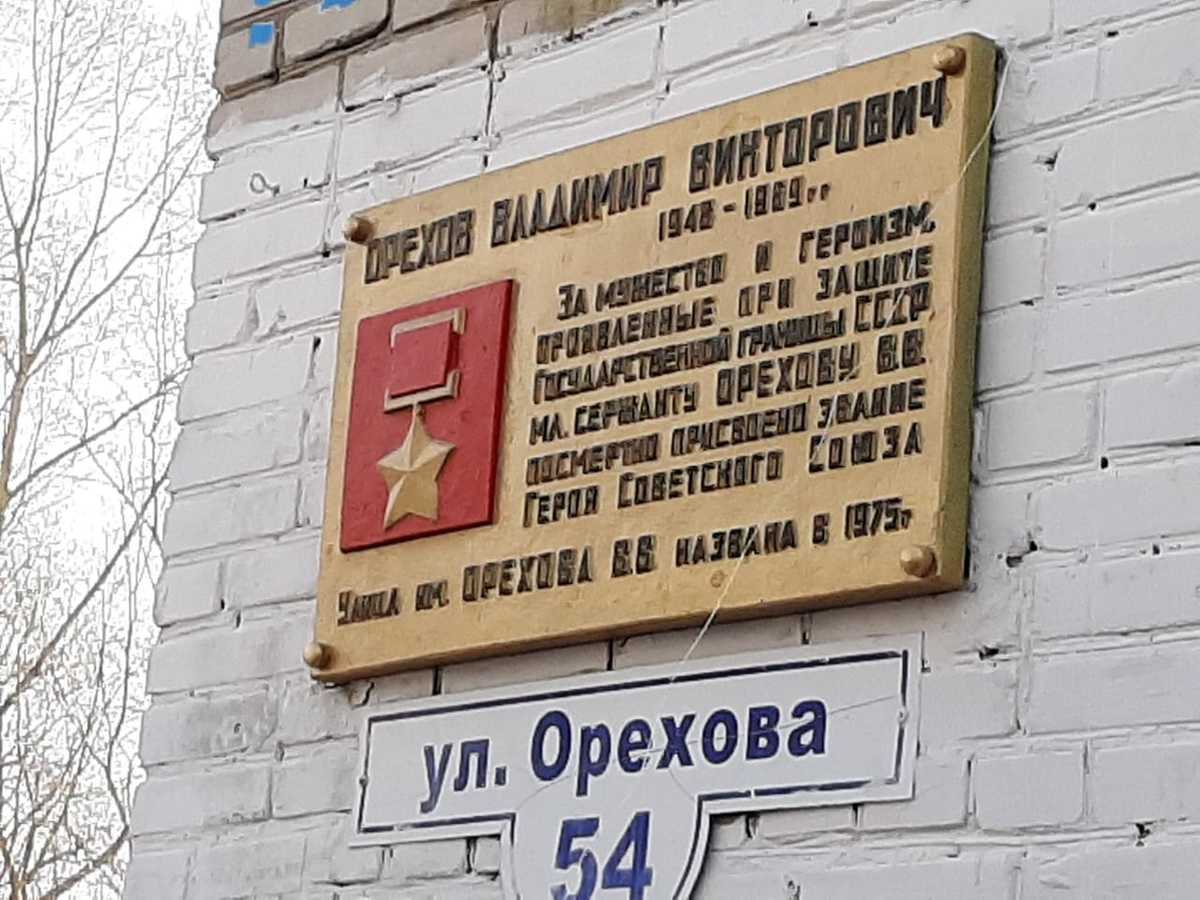 ОРЕХОВ ВЛАДИМИР ВИКТОРОВИЧ
1948 - 1969 гг
ЗА МУЖЕСТВО И ГЕРОИЗМ,
ПРОЯВЛЕННЫЕ ПРИ ЗАЩИТЕ
ГОСУДАРСТВЕННОЙ ГРАНИЦЫ СССР
МЛ. СЕРЖАНТУ ОРЕХОВУ В.В.
ПОСМЕРТНО ПРИСВОЕНО ЗВАНИЕ
ГЕРОЯ СОВЕТСКОГО СОЮЗА
УЛИЦА ИМ. ОРЕХОВА В.В НАЗВАНА В 1975г
ул. Орехова
54